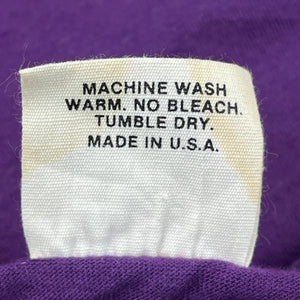 MACHINE WASH
WARM. NO BLEACH.
TUMBLE DRY.
MADE IN U.S.A.